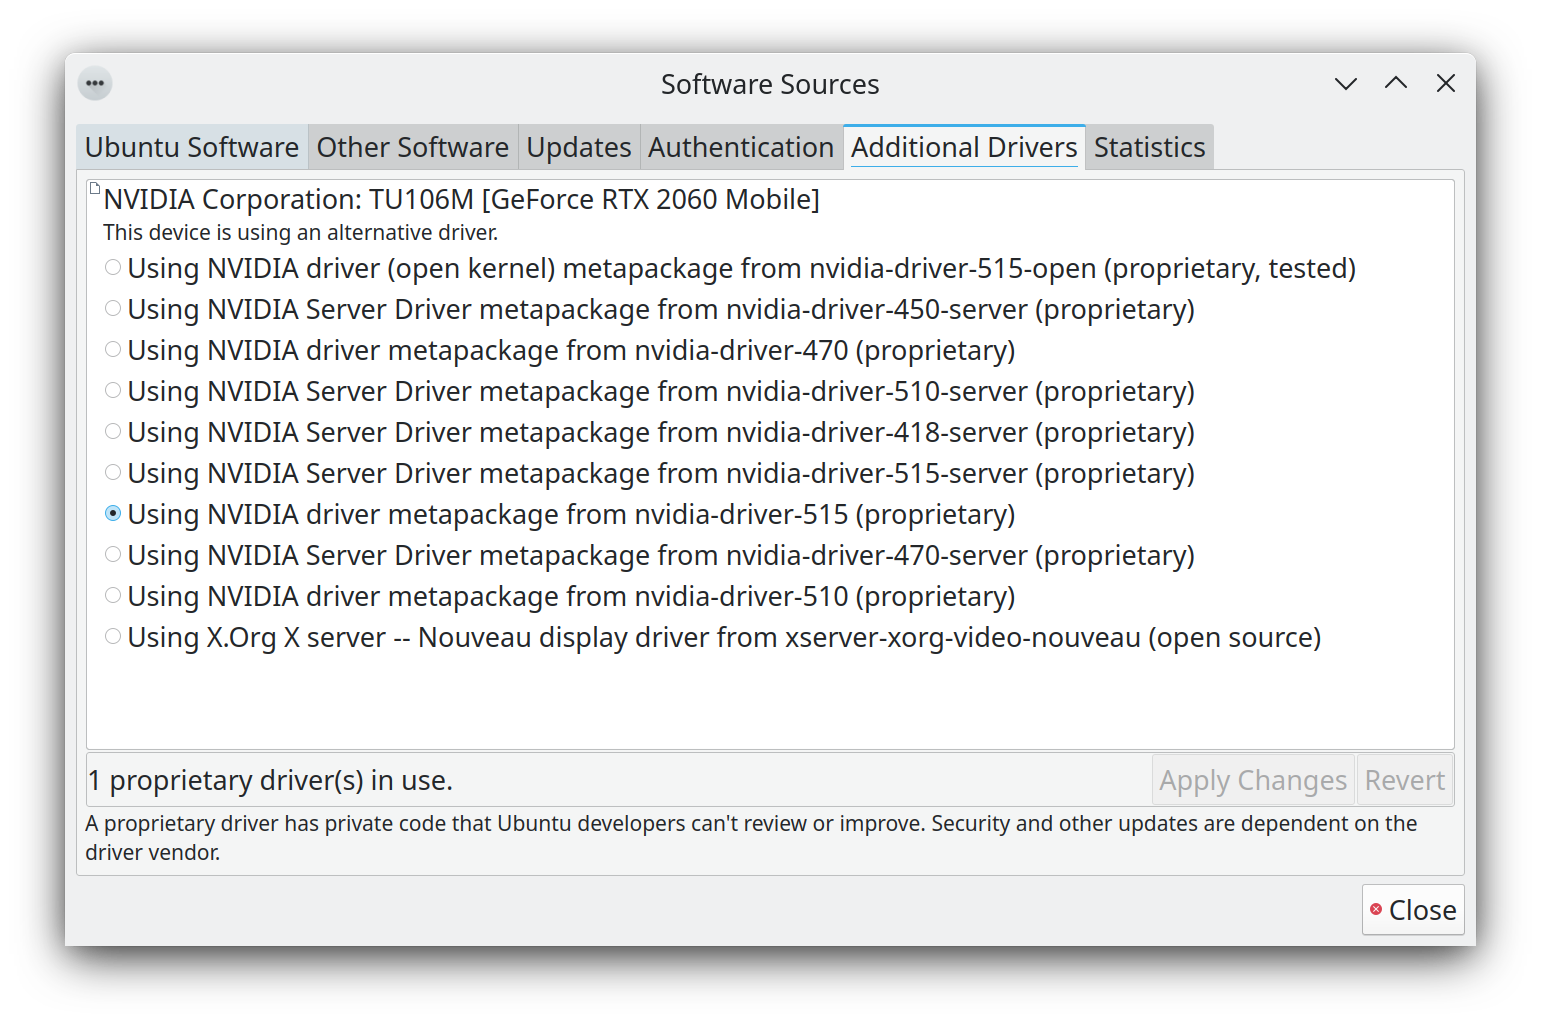 Software Sources
Ubuntu Software Other Software Updates Authentication Additional Drivers Statistics
NVIDIA Corporation: TU106M [GeForce RTX 2060 Mobile]
This device is using an alternative driver.
Using NVIDIA driver (open kernel) metapackage from nvidia-driver-515-open (proprietary, tested)
Using NVIDIA Server Driver metapackage from nvidia-driver-450-server (proprietary)
Using NVIDIA driver metapackage from nvidia-driver-470 (proprietary)
Using NVIDIA Server Driver metapackage from nvidia-driver-510-server (proprietary)
Using NVIDIA Server Driver metapackage from nvidia-driver-418-server (proprietary)
Using NVIDIA Server Driver metapackage from nvidia-driver-515-server (proprietary)
Using NVIDIA driver metapackage from nvidia-driver-515 (proprietary)
Using NVIDIA Server Driver metapackage from nvidia-driver-470-server (proprietary)
Using NVIDIA driver metapackage from nvidia-driver-510 (proprietary)
Using X.Org X server -- Nouveau display driver from xserver-xorg-video-nouveau (open source)
1 proprietary driver(s) in use. Apply Changes Revert
A proprietary driver has private code that Ubuntu developers can't review or improve. Security and other updates are dependent on the
driver vendor.
Close